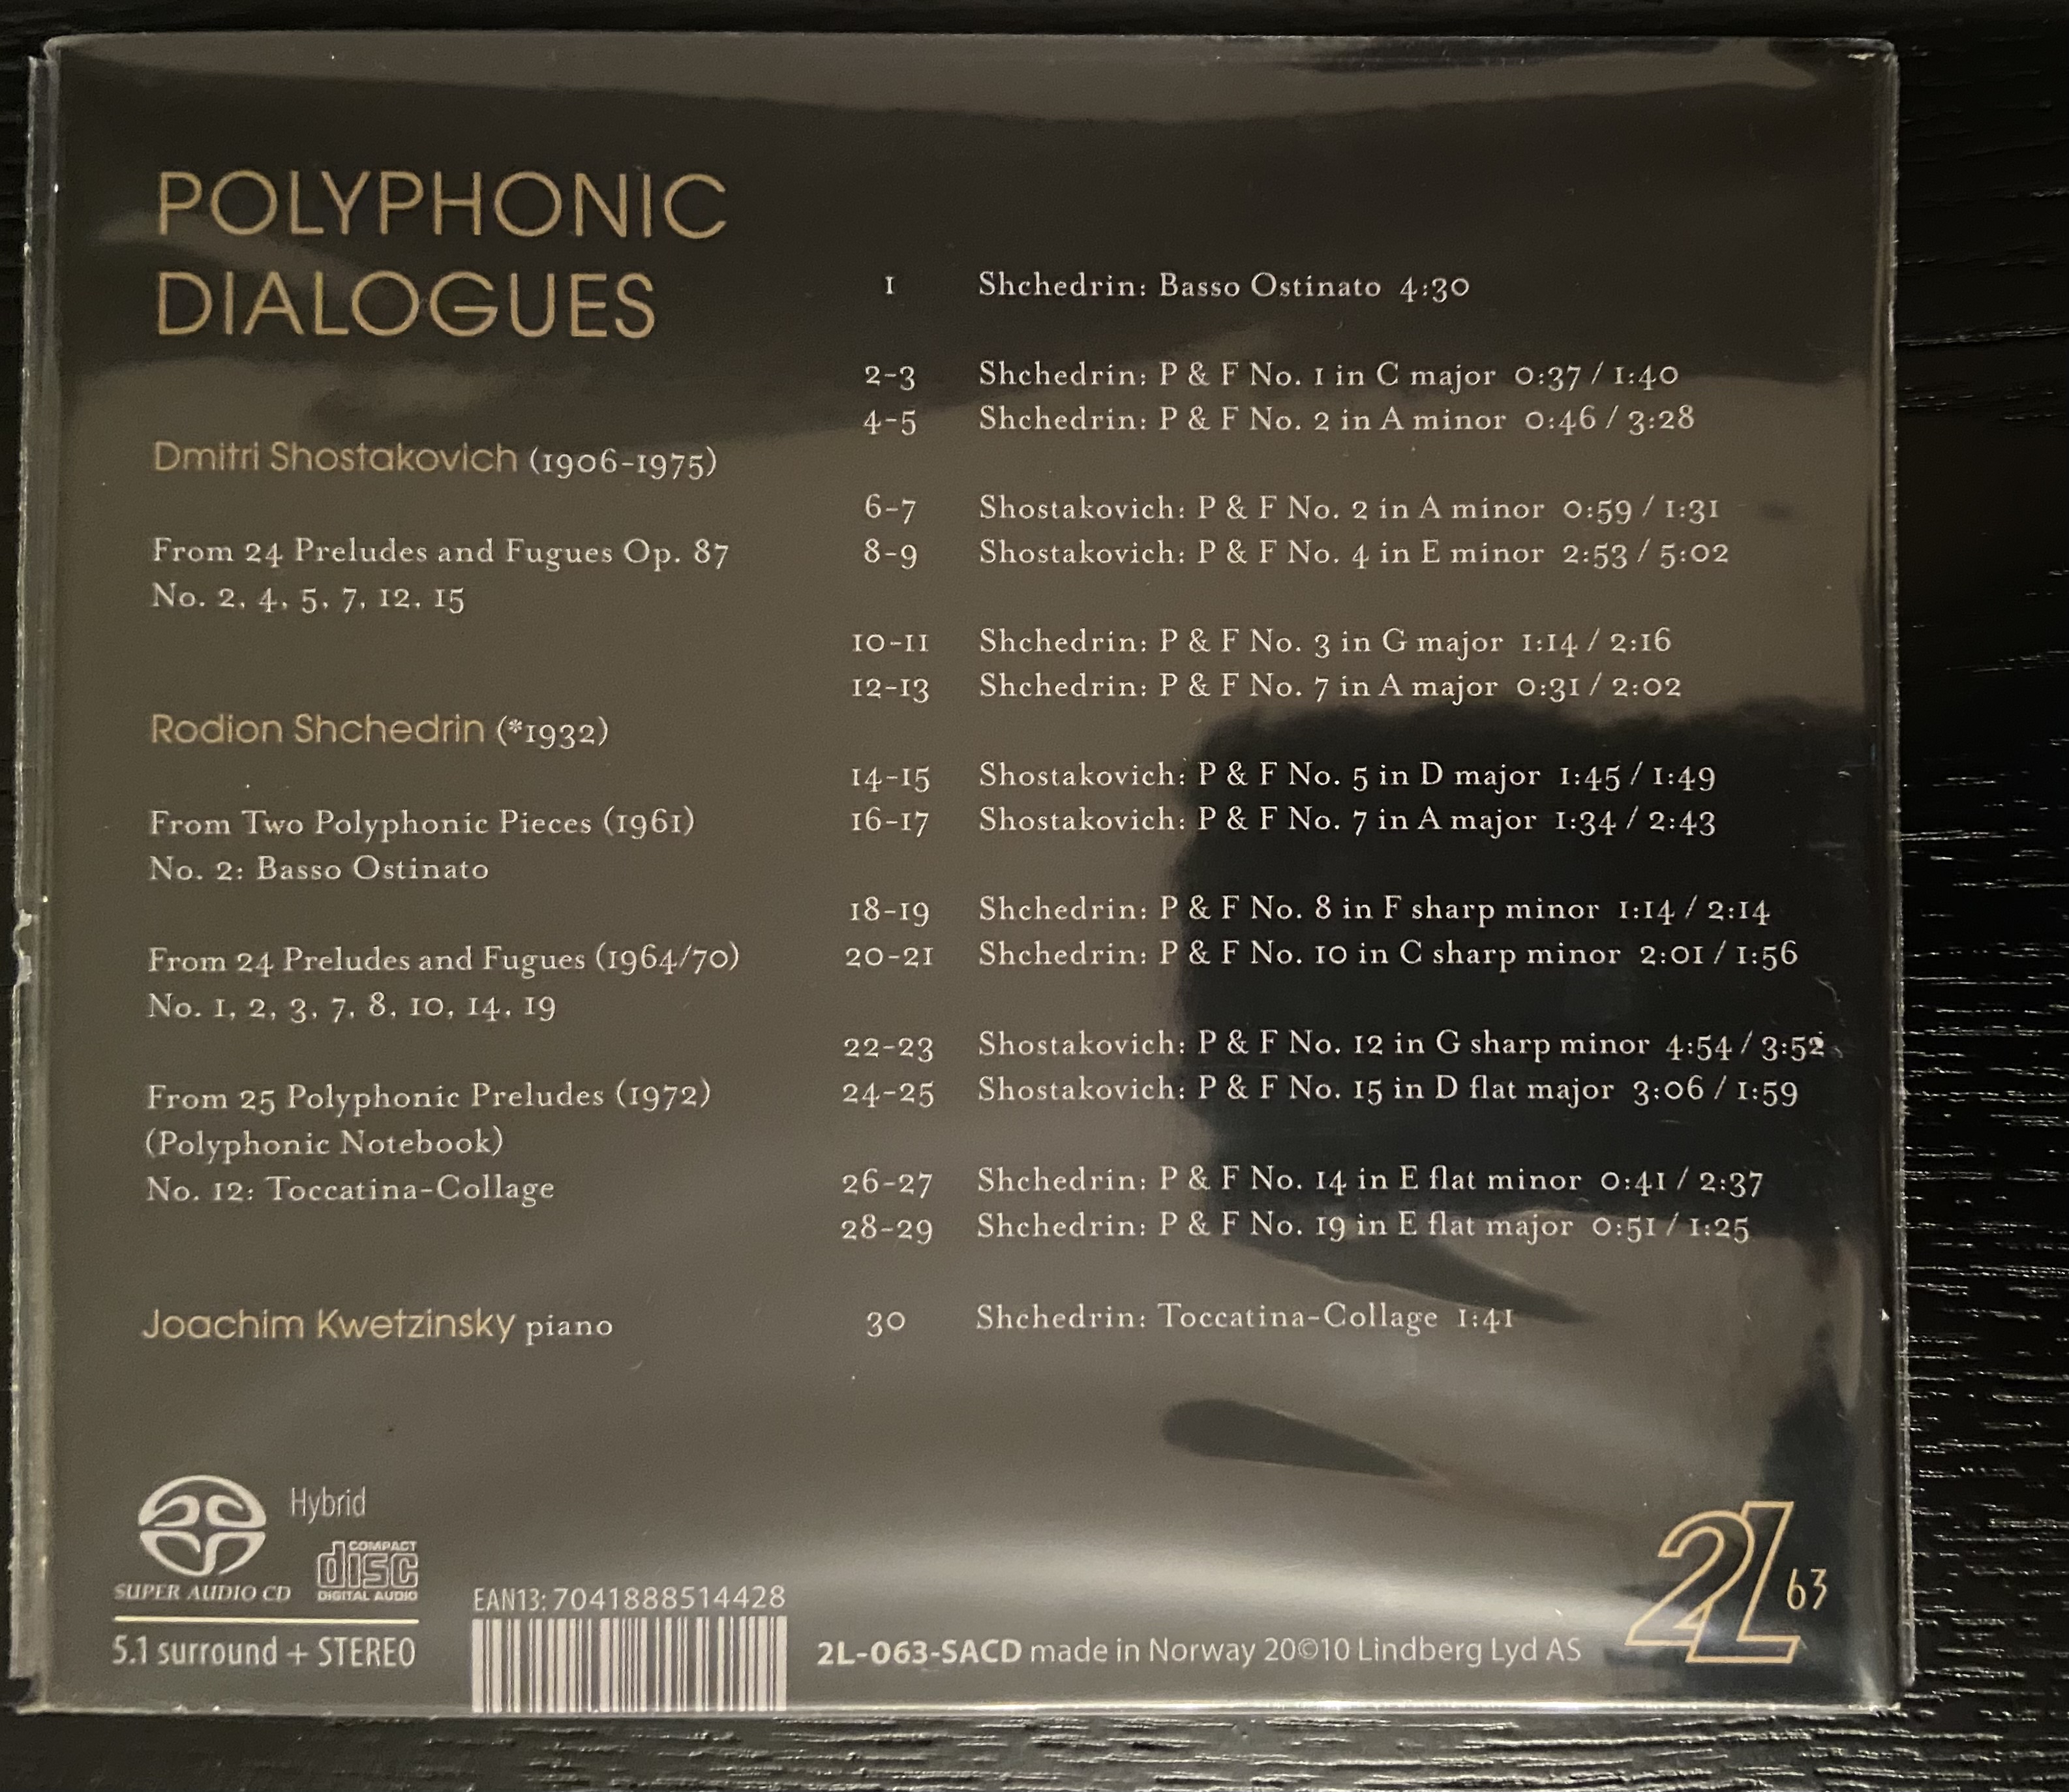 POLYPHONIC
DIALOGUES
Dmitri Shostakovich (1906-1975)
From 24 Preludes and Fugues Op. 87
No. 2, 4, 5, 7, 12, 15
Rodion Shchedrin (*1932)
From Two Polyphonic Pieces (1961)
No. 2: Basso Ostinato
From 24 Preludes and Fugues (1964/70)
No. 1, 2, 3, 7, 8, 10, 14, 19
From 25 Polyphonic Preludes (1972)
(Polyphonic Notebook)
No. 12: Toccatina-Collage
Joachim Kwetzinsky piano
1 Shchedrin: Basso Ostinato 4:30
2-3 Shchedrin: P & F No. 1 in C major 0:37 / 1:40
4-5 Shchedrin: P & F No. 2 in A minor 0:46 / 3:28
6-7 Shostakovich: P & F No. 2 in A minor 0:59 / 1:31
8-9 Shostakovich: P & F No. 4 in E minor 2:53 / 5:02
10-11 Shchedrin: P & F No. 3 in G major 1:14 / 2:16
12-13 Shchedrin: P & F No. 7 in A major 0:31 / 2:02
14-15 Shostakovich: P & F No. 5 in D major 1:45 / 1:49
16-17 Shostakovich: P & F No. 7 in A major 1:34 / 2:43
18-19 Shchedrin: P & F No. 8 in F sharp minor 1:14 / 2:14
20-21 Shchedrin: P & F No. 10 in C sharp minor 2:01 / 1:56
22-23 Shostakovich: P & F No. 12 in G sharp minor 4:54 / 3:52
24-25 Shostakovich: P & F No. 15 in D flat major 3:06 / 1:59
26-27 Shchedrin: P & F No. 14 in E flat minor 0:41 / 2:37
28-29 Shchedrin: P & F No. 19 in E flat major 0:51 / 1:25
30 Shchedrin: Toccatina-Collage 1:41
Hybrid
SUPER AUDIO CD
COMPACT
disc
DIGITAL AUDIO
5.1 surround + STEREO
EAN13: 7041888514428
2L-063-SACD made in Norway 20©10 Lindberg Lyd AS
2L 63